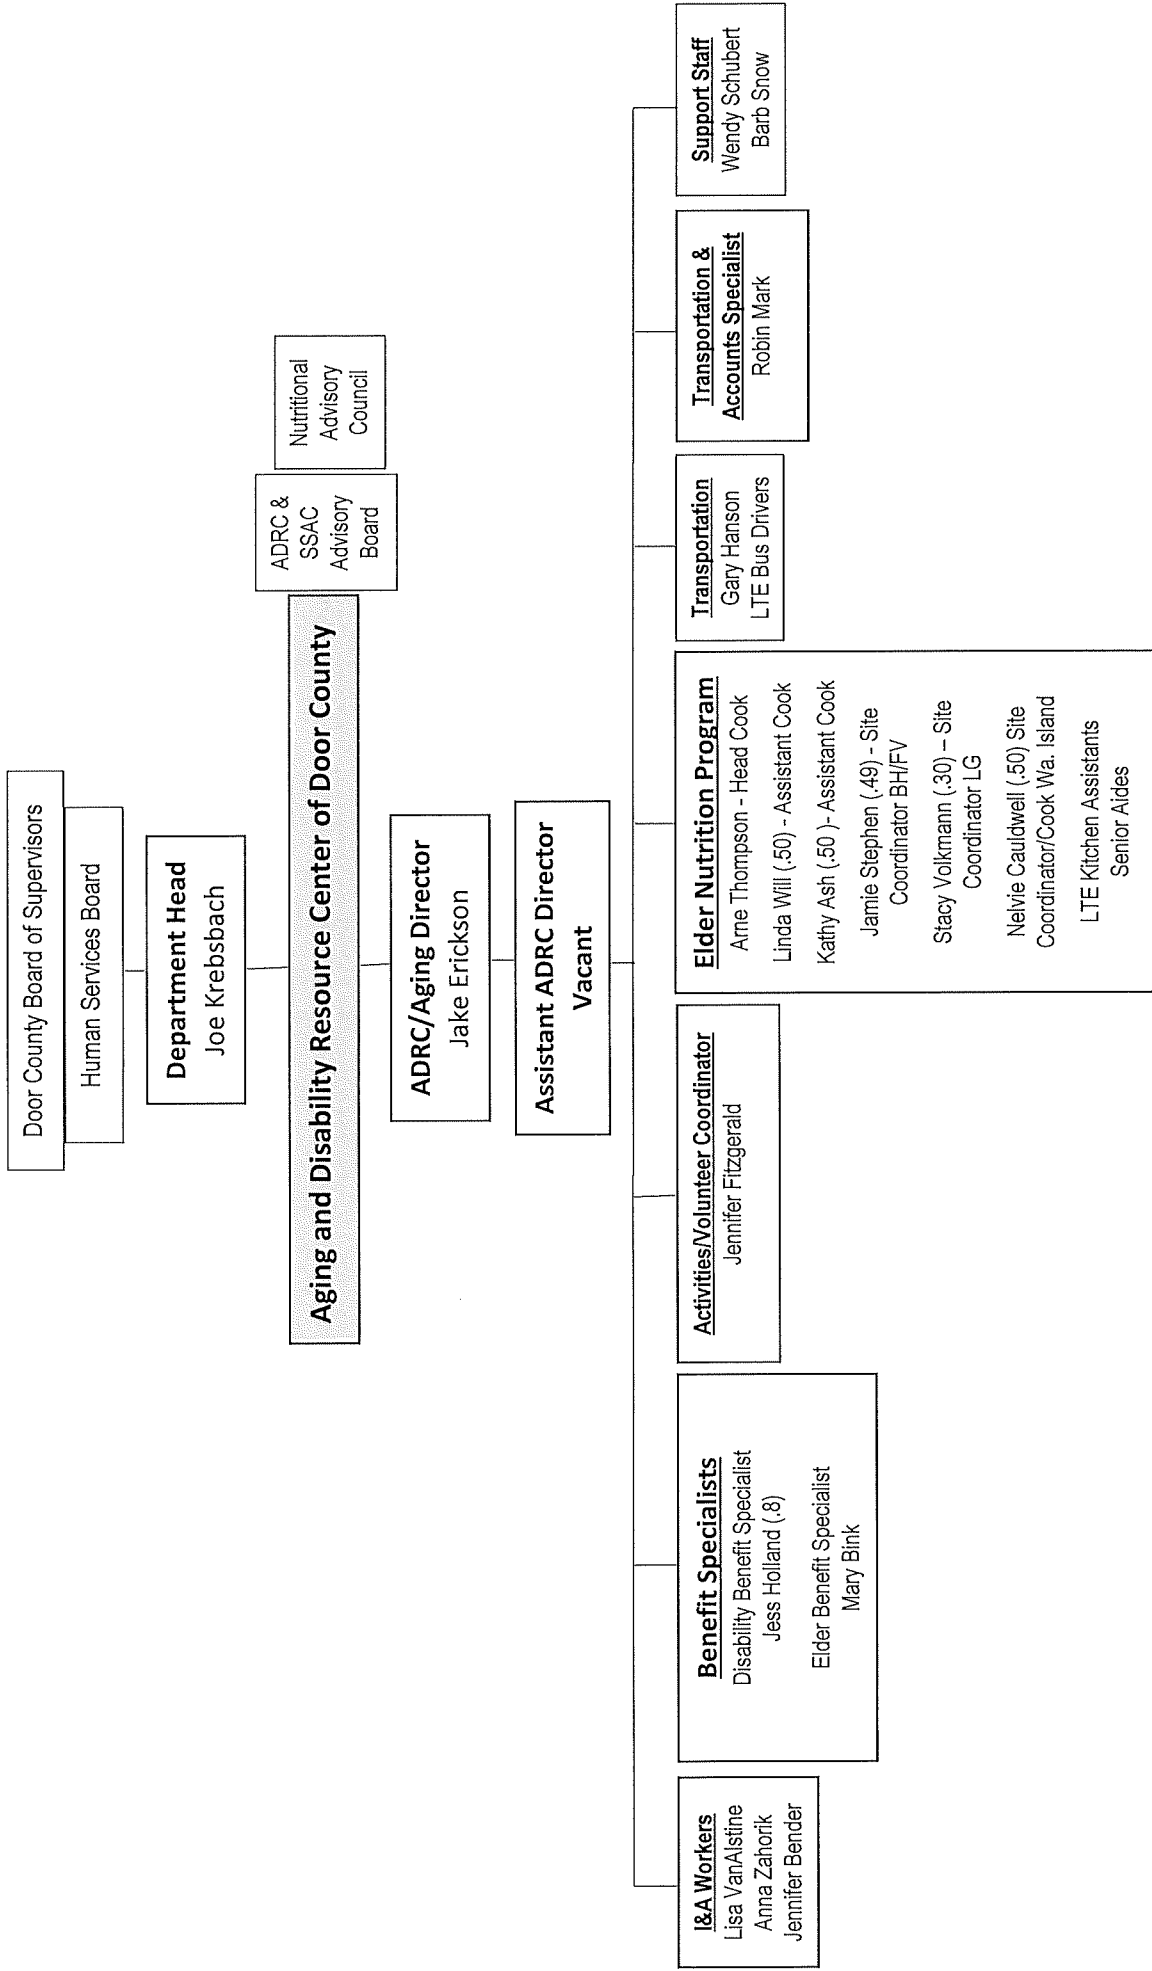 Door County Board of Supervisors
Human Services Board
Department Head
Joe Krebsbach
Aging and Disability Resource Center of Door County
ADRC &
SSAC
Advisory
Board
Nutritional
Advisory
Council
ADRC/Aging Director
Jake Erickson
Assistant ADRC Director
Vacant
I&A Workers
Lisa VanAlstine
Anna Zahorik
Jennifer Bender
Benefit Specialists
Disability Benefit Specialist
Jess Holland (.8)
Elder Benefit Specialist
Mary Bink
Activities/Volunteer Coordinator
Jennifer Fitzgerald
Elder Nutrition Program
Arne Thompson - Head Cook
Linda Will (.50) - Assistant Cook
Kathy Ash (.50 )- Assistant Cook
Jamie Stephen (.49) - Site
Coordinator BH/FV
Stacy Volkmann (.30) – Site
Coordinator LG
Nelvie Cauldwell (.50) Site
Coordinator/Cook Wa. Island
LTE Kitchen Assistants
Senior Aides
Transportation
Gary Hanson
LTE Bus Drivers
Transportation &
Accounts Specialist
Robin Mark
Support Staff
Wendy Schubert
Barb Snow